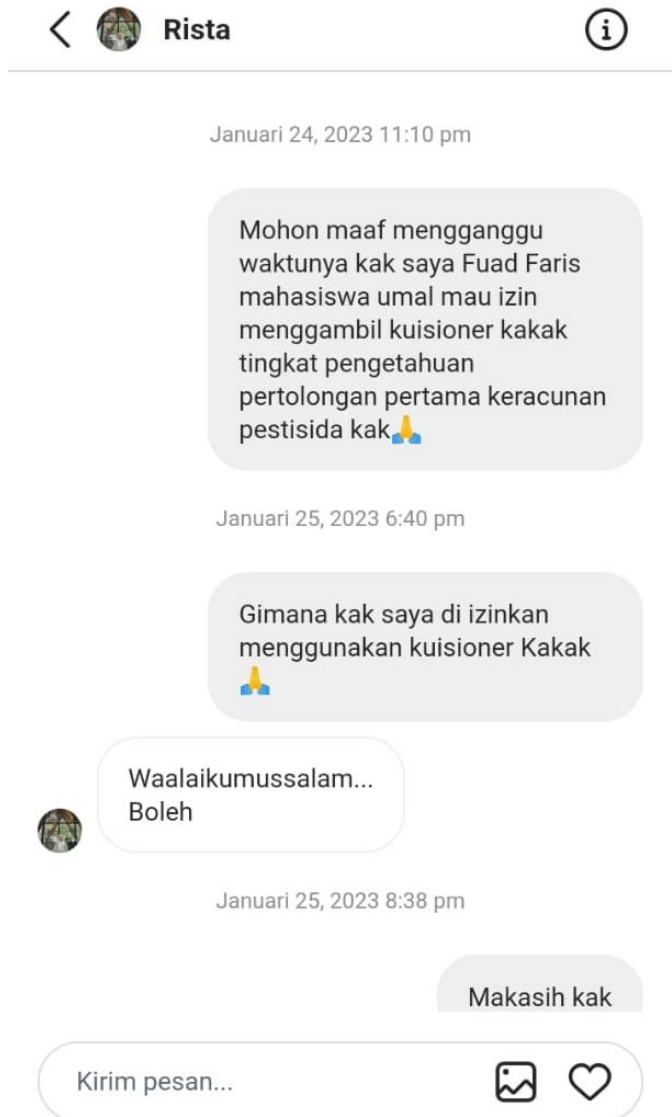 Rista
Januari 24, 2023 11:10 pm
Mohon maaf mengganggu
waktunya kak saya Fuad Faris
mahasiswa umal mau izin
menggambil kuisioner kakak
tingkat pengetahuan
pertolongan pertama keracunan
pestisida kak🙏
Januari 25, 2023 6:40 pm
Gimana kak saya di izinkan
menggunakan kuisioner Kakak
🙏
Waalaikumussalam...
Boleh
Januari 25, 2023 8:38 pm
Makasih kak
Kirim pesan...